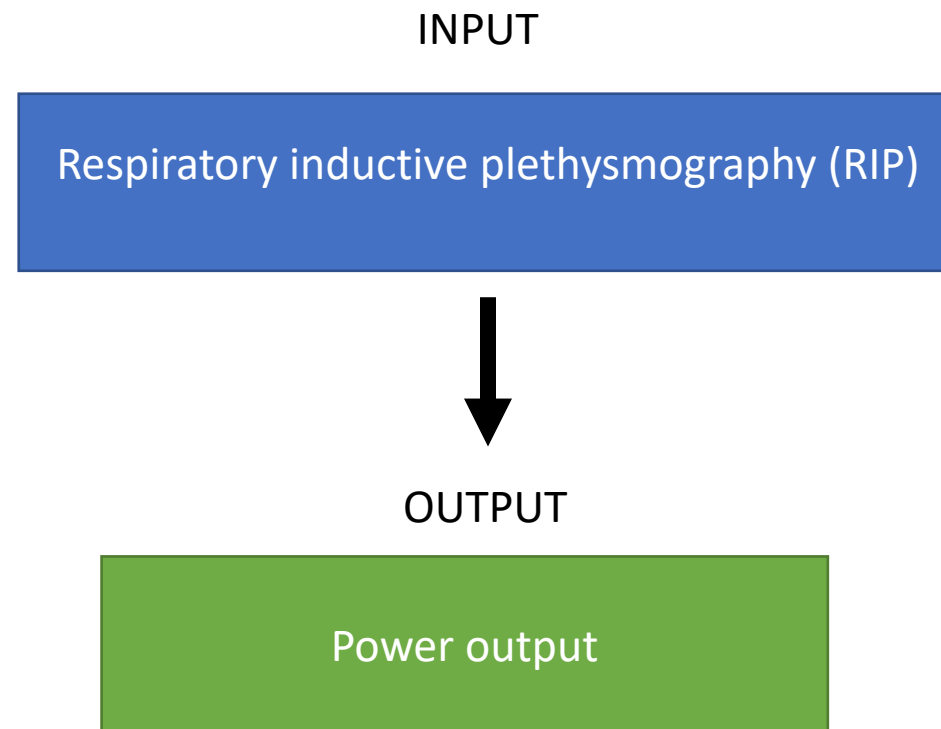 INPUT
Respiratory inductive plethysmography (RIP)
OUTPUT
Power output